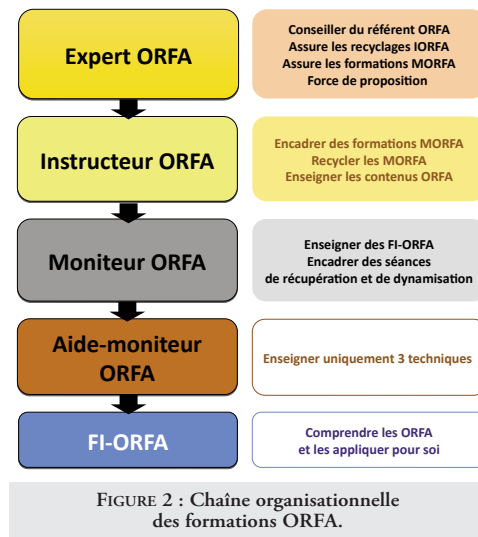 Expert ORFA
Conseiller du référent ORFA
Assure les recyclages IORFA
Assure les formations MORFA
Force de proposition
Instructeur ORFA
Encadrer des formations MORFA
Recycler les MORFA
Enseigner les contenus ORFA
Moniteur ORFA
Enseigner des FI-ORFA
Encadrer des séances
de récupération et de dynamisation
Aide-moniteur
ORFA
Enseigner uniquement 3 techniques
FI-ORFA
Comprendre les ORFA
et les appliquer pour soi
FIGURE 2 : Chaîne organisationnelle
des formations ORFA.